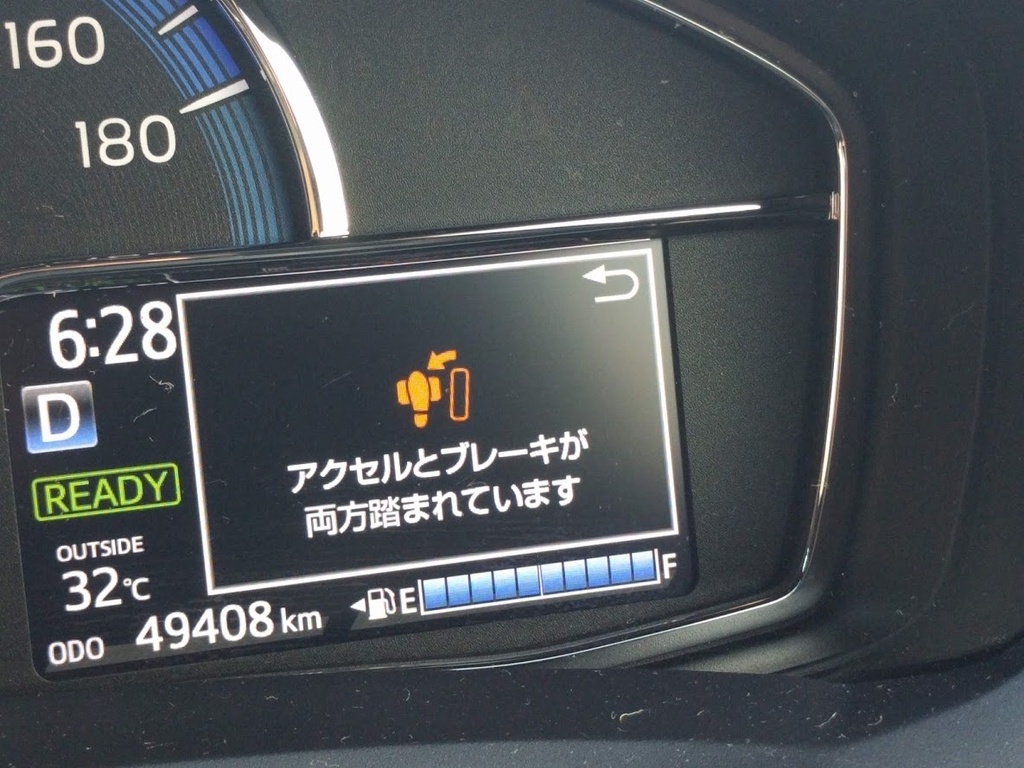 160
180
6:28
D
READY
アクセルとブレーキが
両方踏まれています
OUTSIDE
32℃
ODO 49408 km
E F